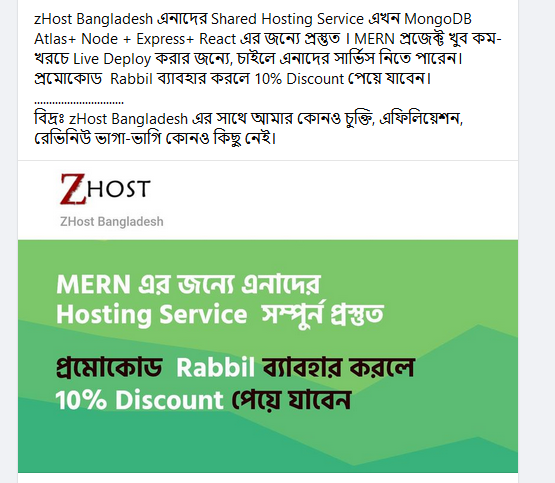 zHost Bangladesh এনাদের Shared Hosting Service এখন MongoDB
Atlas+ Node + Express+ React এর জন্যে প্রস্তুত । MERN প্রজেক্ট খুব কম-
খরচে Live Deploy করার জন্যে, চাইলে এনাদের সার্ভিস নিতে পারেন।
প্রমোকোড Rabbil ব্যাবহার করলে 10% Discount পেয়ে যাবেন।
..............................
বিদ্রঃ zHost Bangladesh এর সাথে আমার কোনও চুক্তি, এফিলিয়েশন,
রেভিনিউ ভাগা-ভাগি কোনও কিছু নেই।
ZHOST
ZHost Bangladesh
MERN এর জন্যে এনাদের
Hosting Service সম্পুর্ন প্রস্তুত
প্রমোকোড Rabbil ব্যাবহার করলে
10% Discount পেয়ে যাবেন